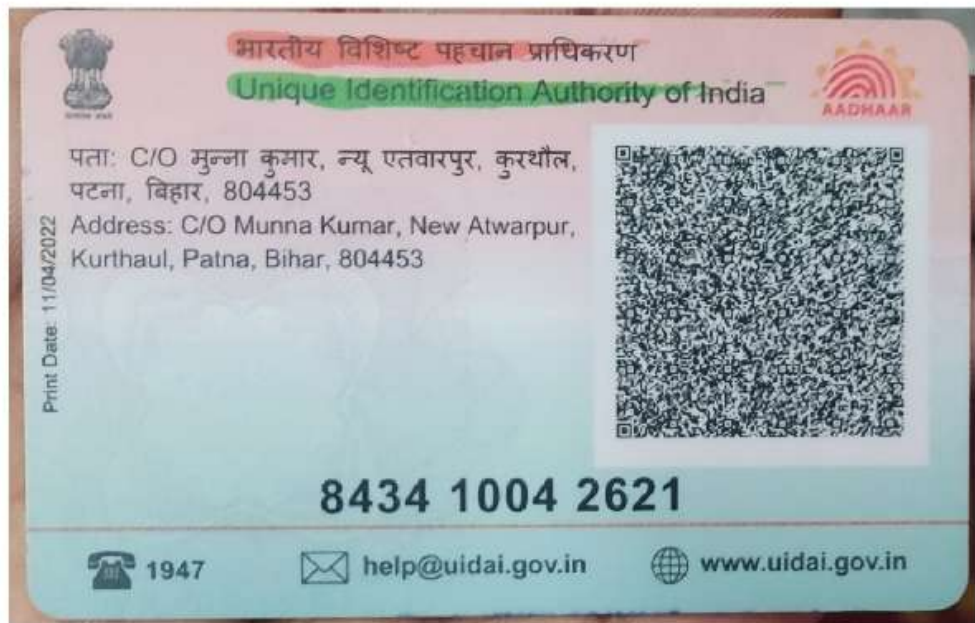 भारतीय विशिष्ट पहचान प्राधिकरण
Unique Identification Authority of India
AADHAAR
पता: C/O मुन्ना कुमार, न्यू एतवारपुर, कुरथौल,
पटना, बिहार, 804453
Address: C/O Munna Kumar, New Atwarpur,
Kurthaul, Patna, Bihar, 804453
Print Date: 11/04/2022
8434 1004 2621
1947
help@uidai.gov.in
www.uidai.gov.in